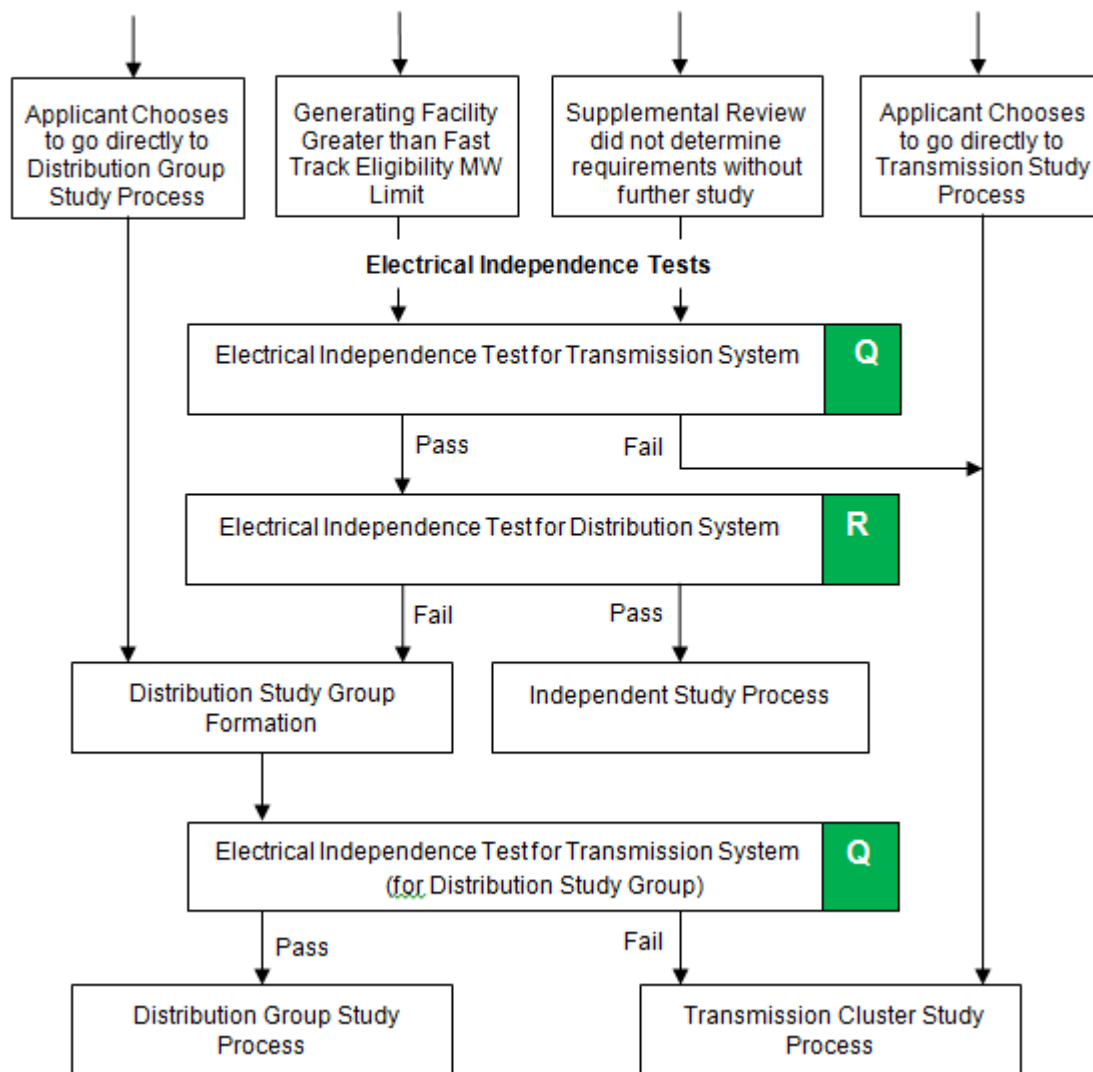 Applicant Chooses
to go directly to
Distribution Group
Study Process
Generating Facility
Greater than Fast
Track Eligibility MW
Limit
Supplemental Review
did not determine
requirements without
further study
Applicant Chooses
to go directly to
Transmission Study
Process
Electrical Independence Tests
Electrical Independence Test for Transmission System
Q
Pass
Fail
Electrical Independence Test for Distribution System
R
Fail
Pass
Distribution Study Group
Formation
Independent Study Process
Electrical Independence Test for Transmission System
(for Distribution Study Group)
Q
Pass
Fail
Distribution Group Study
Process
Transmission Cluster Study
Process